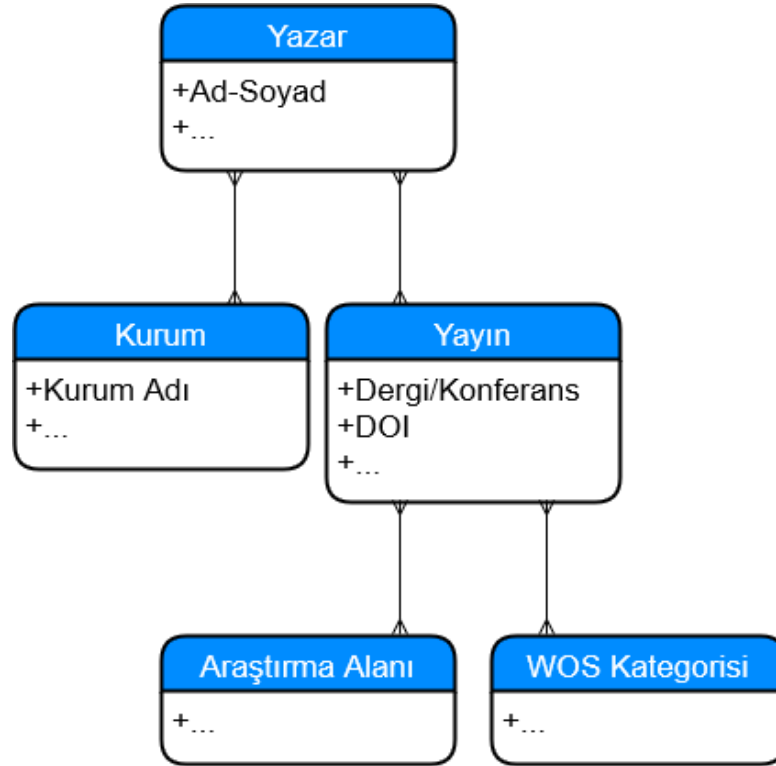 Yazar
+Ad-Soyad
+...
Kurum
+Kurum Adı
+...
Yayın
+Dergi/Konferans
+DOI
+...
Araştırma Alanı
+...
WOS Kategorisi
+...